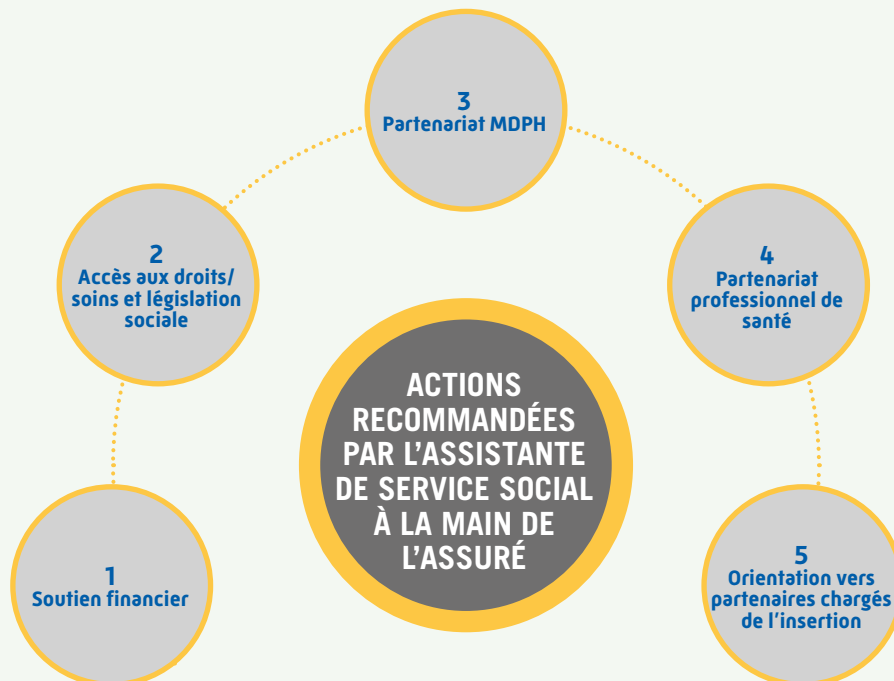 3
Partenariat MDPH
2
Accès aux droits/
soins et législation
sociale
4
Partenariat
professionnel de
santé
ACTIONS
RECOMMANDÉES
PAR L’ASSISTANTE
DE SERVICE SOCIAL
À LA MAIN DE
L’ASSURÉ
1
Soutien financier
5
Orientation vers
partenaires chargés
de l’insertion